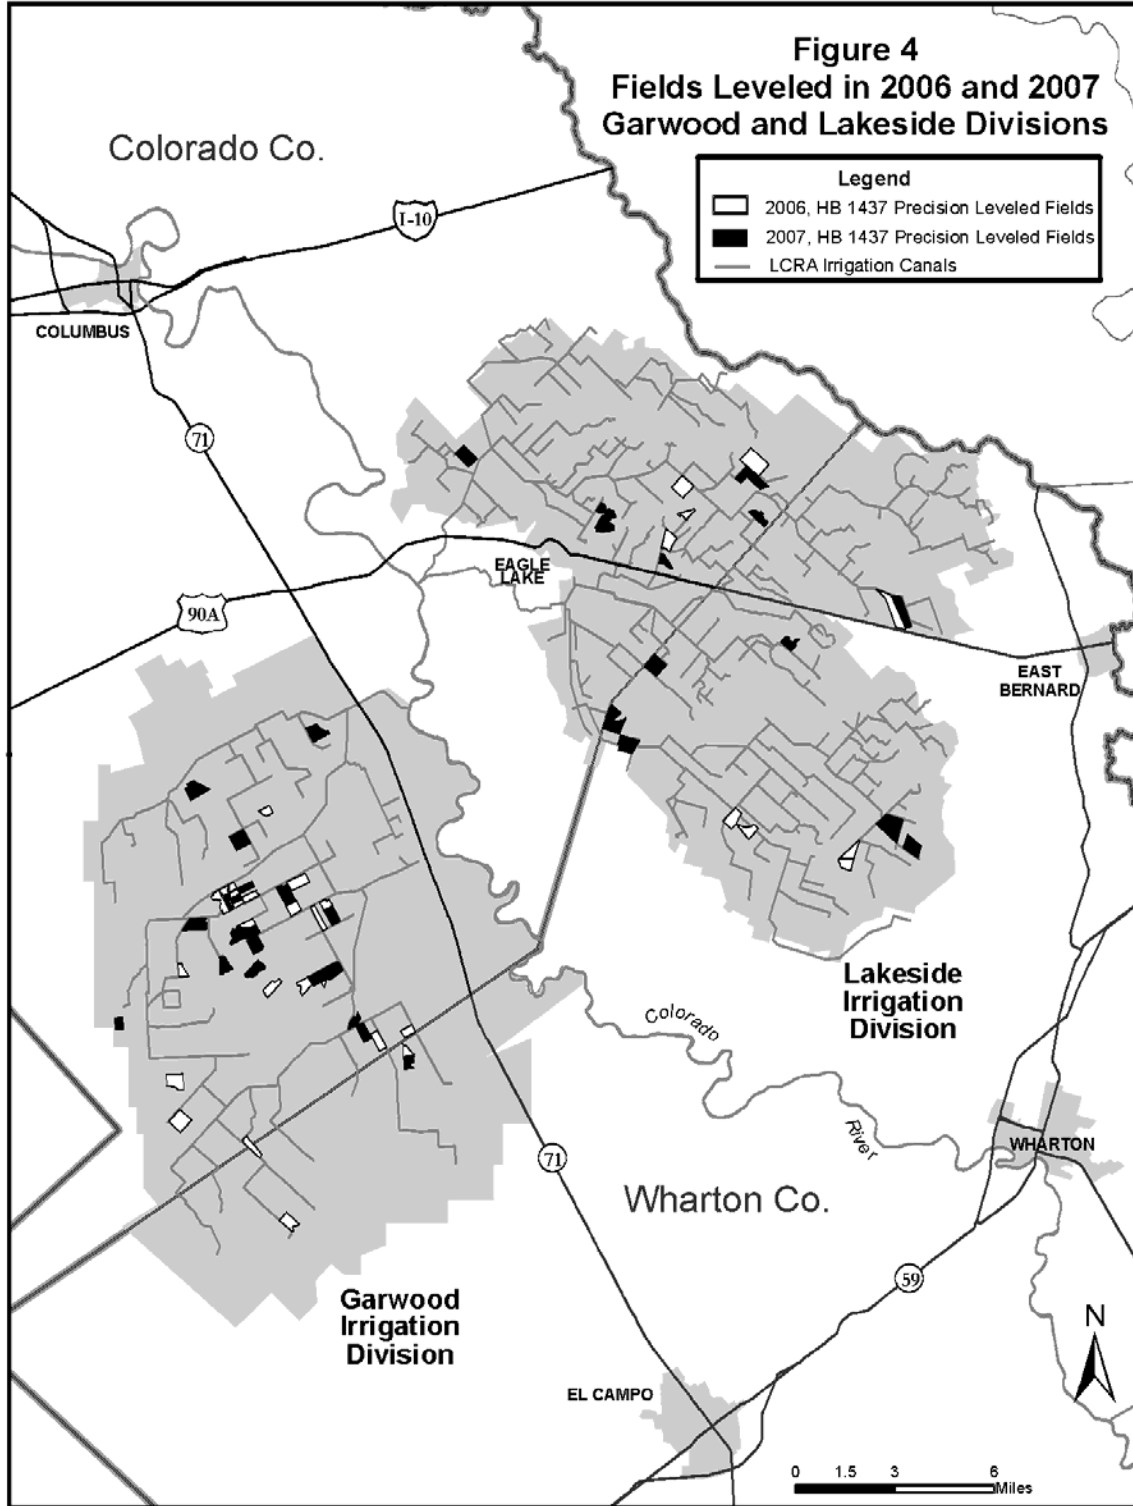 Figure 4
Fields Leveled in 2006 and 2007
Garwood and Lakeside Divisions
Legend
2006, HB 1437 Precision Leveled Fields
2007, HB 1437 Precision Leveled Fields
LCRA Irrigation Canals
Colorado Co.
I-10
COLUMBUS
71
90A
EAGLE
LAKE
EAST
BERNARD
Lakeside
Irrigation
Division
Colorado
River
WHARTON
71
Wharton Co.
59
Garwood
Irrigation
Division
EL CAMPO
N
0 1.5 3 6
Miles